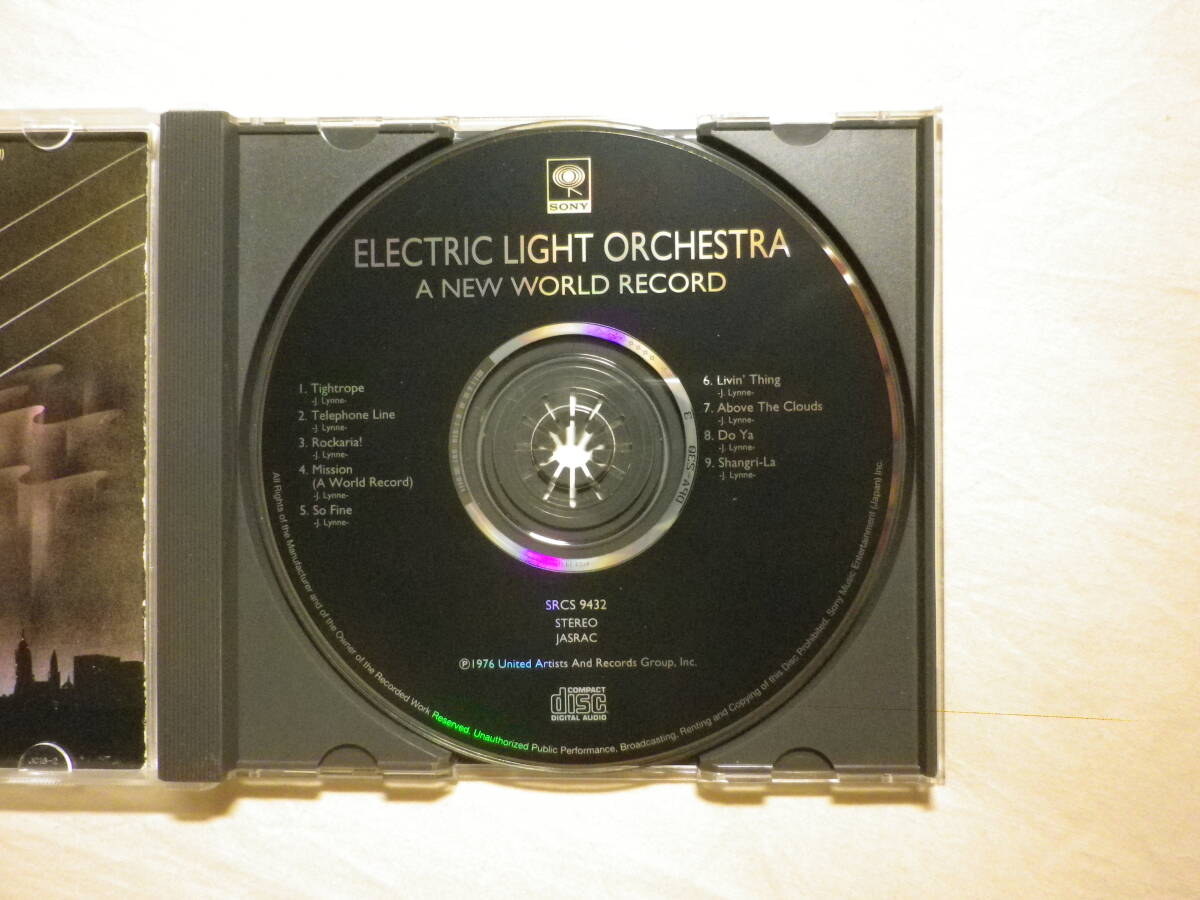 SONY
ELECTRIC LIGHT ORCHESTRA
A NEW WORLD RECORD
1. Tightrope
-J. Lynne-
2. Telephone Line
-J. Lynne-
3. Rockaria!
-J. Lynne-
4. Mission
(A World Record)
-J. Lynne-
5. So Fine
-J. Lynne-
6. Livin' Thing
-J. Lynne-
7. Above The Clouds
-J. Lynne-
8. Do Ya
-J. Lynne-
9. Shangri-La
-J. Lynne-
SRCS 9432
STEREO
JASRAC
℗1976 United Artists And Records Group, Inc.
COMPACT
disc
DIGITAL AUDIO
All Rights of the Manufacturer and of the Owner of the Recorded Work Reserved. Unauthorized Public Performance, Broadcasting, Renting and Copying of this Disc Prohibited. Sony Music Entertainment (Japan) Inc.
JC1S-2